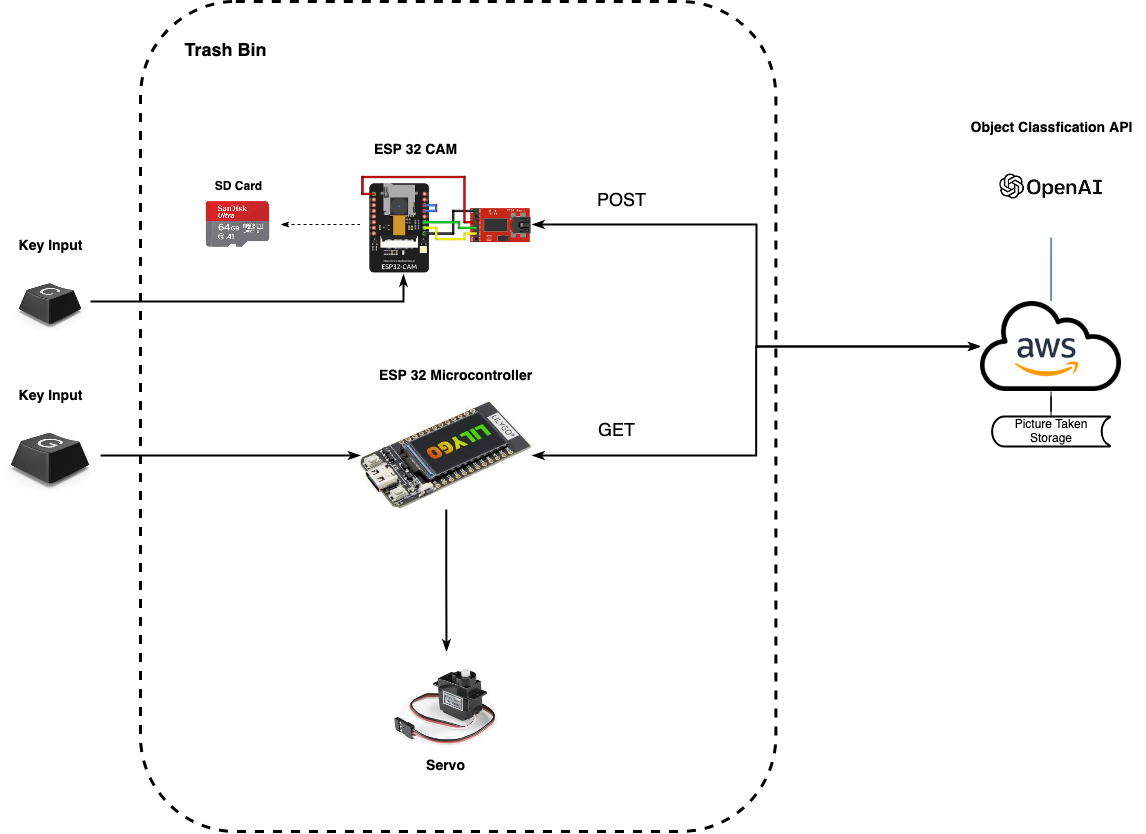 Trash Bin
Object Classfication API
ESP 32 CAM
SD Card
SanDisk
Ultra
64GB
A1
ESP32-CAM
POST
OpenAI
Key Input
C
aws
ESP 32 Microcontroller
Key Input
G
LILYGO
LILYGO
GET
Picture Taken
Storage
Servo